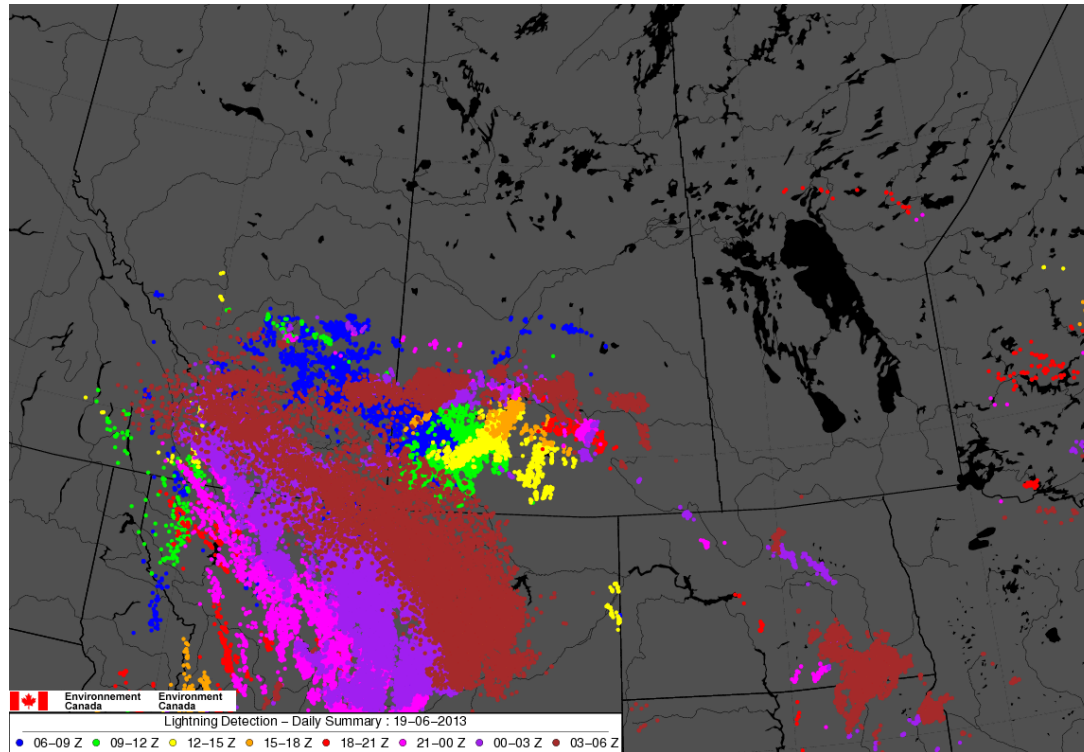 Environnement Environment
Canada Canada
Lightning Detection – Daily Summary : 19–06–2013
06–09 Z 09–12 Z 12–15 Z 15–18 Z 18–21 Z 21–00 Z 00–03 Z 03–06 Z